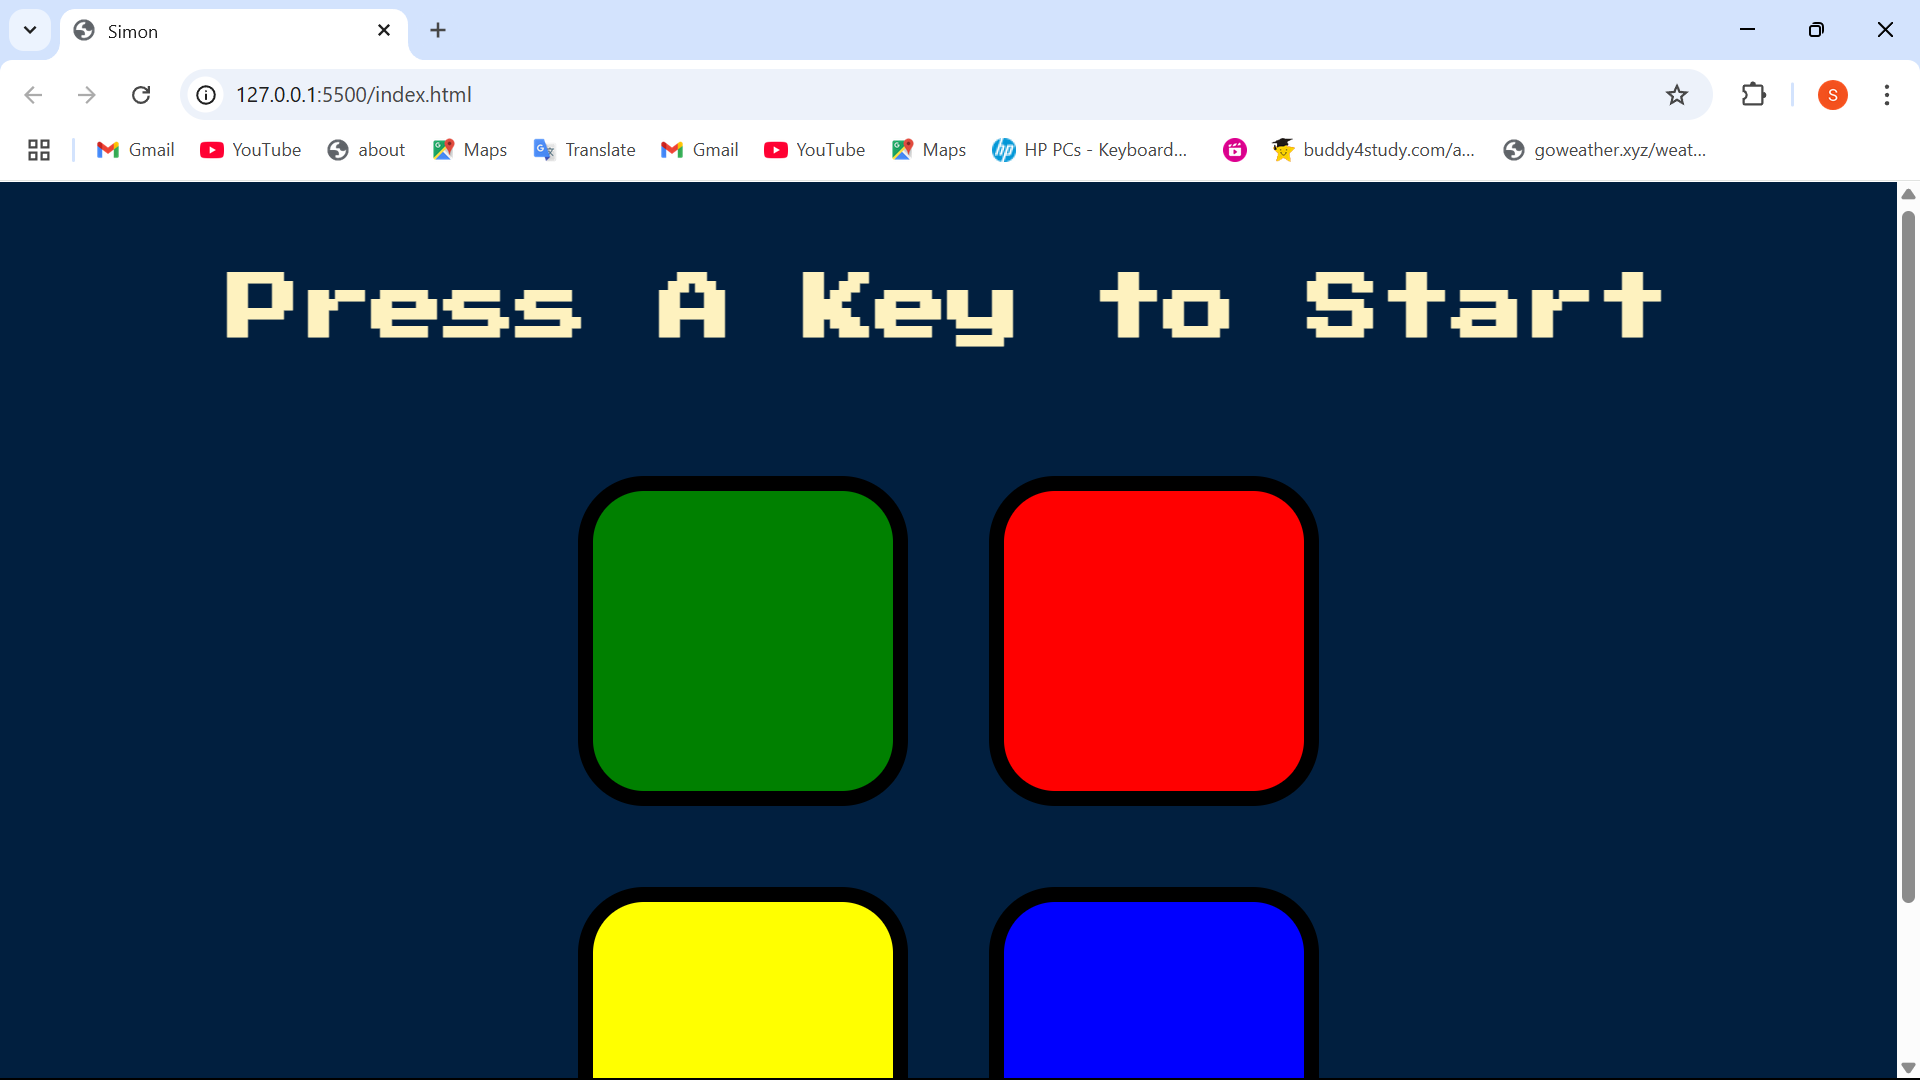 Simon
127.0.0.1:5500/index.html
S
Gmail YouTube about Maps Translate Gmail YouTube Maps HP PCs - Keyboard... buddy4study.com/a... goweather.xyz/weat...
Press A Key to Start